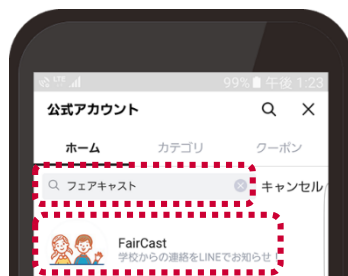 LTE 99% 午後 1:23
公式アカウント
ホーム カテゴリ クーポン
フェアキャスト キャンセル
FairCast
学校からの連絡をLINEでお知らせ！